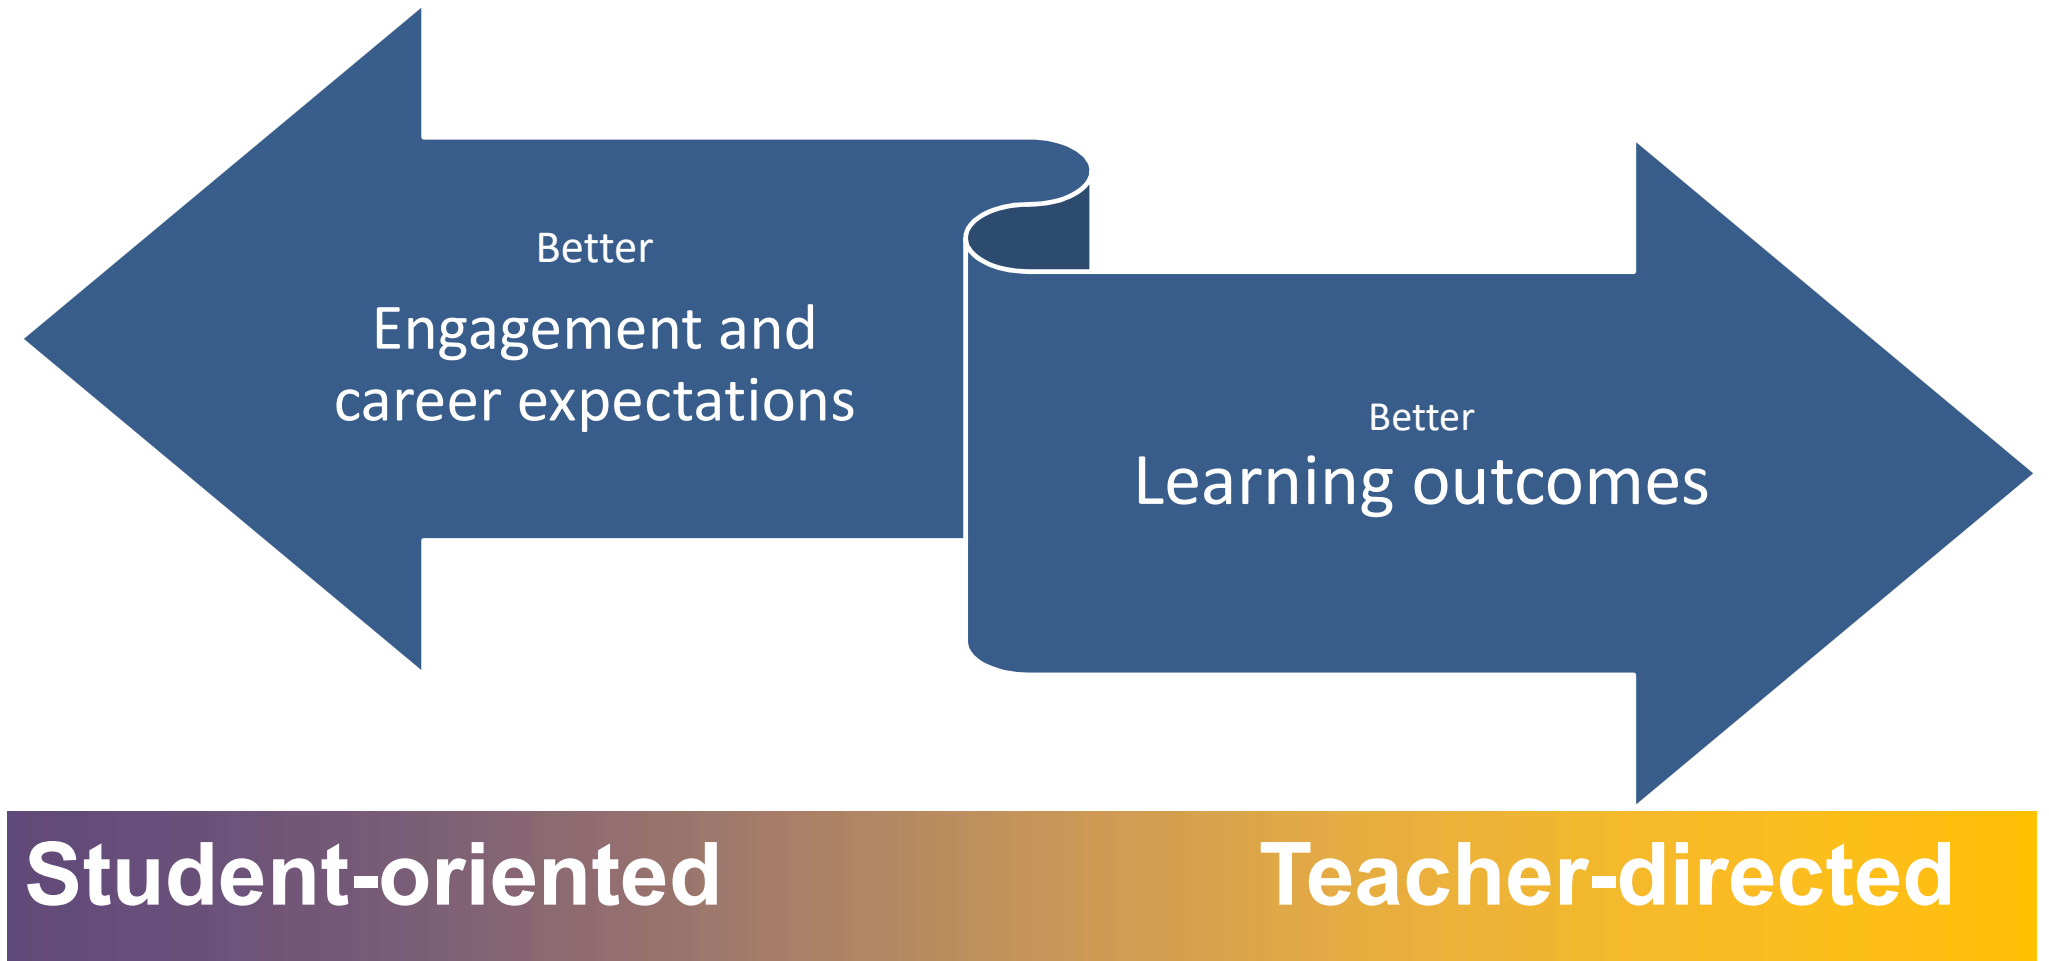 Better
Engagement and
career expectations
Better
Learning outcomes
Student-oriented
Teacher-directed